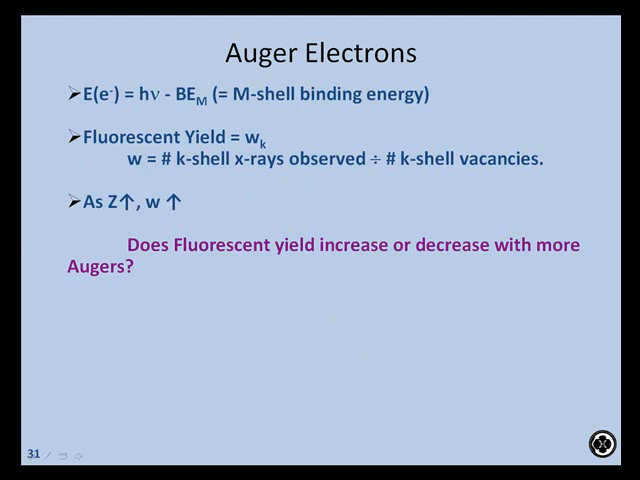 Auger Electrons
➢E(e⁻) = hν - BE_M (= M-shell binding energy)
➢Fluorescent Yield = w_k
w = # k-shell x-rays observed ÷ # k-shell vacancies.
➢As Z↑, w ↑
Does Fluorescent yield increase or decrease with more
Augers?
31